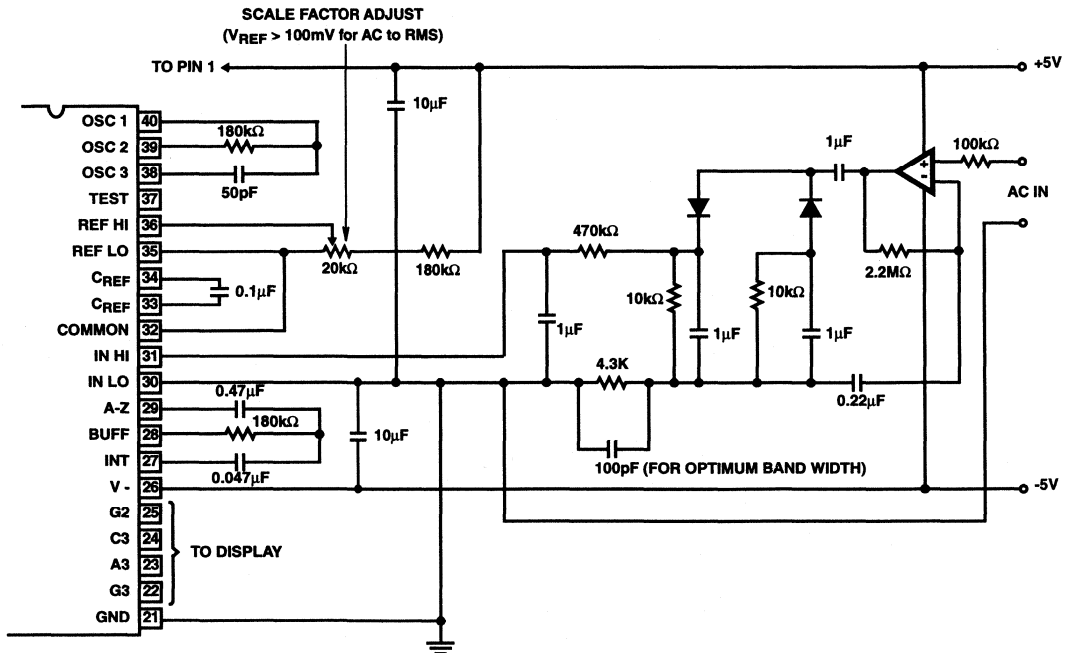 SCALE FACTOR ADJUST
(VREF > 100mV for AC to RMS)
TO PIN 1
+5V
10µF
OSC 1 40
180kΩ
OSC 2 39
OSC 3 38
50pF
TEST 37
REF HI 36
REF LO 35
20kΩ
180kΩ
CREF 34
0.1µF
CREF 33
COMMON 32
IN HI 31
IN LO 30
0.47µF
A-Z 29
180kΩ
BUFF 28
10µF
INT 27
0.047µF
V - 26
G2 25
C3 24
TO DISPLAY
A3 23
G3 22
GND 21
1µF
100kΩ
+
-
AC IN
470kΩ
2.2MΩ
10kΩ
10kΩ
1µF
1µF
1µF
4.3K
0.22µF
100pF (FOR OPTIMUM BAND WIDTH)
-5V